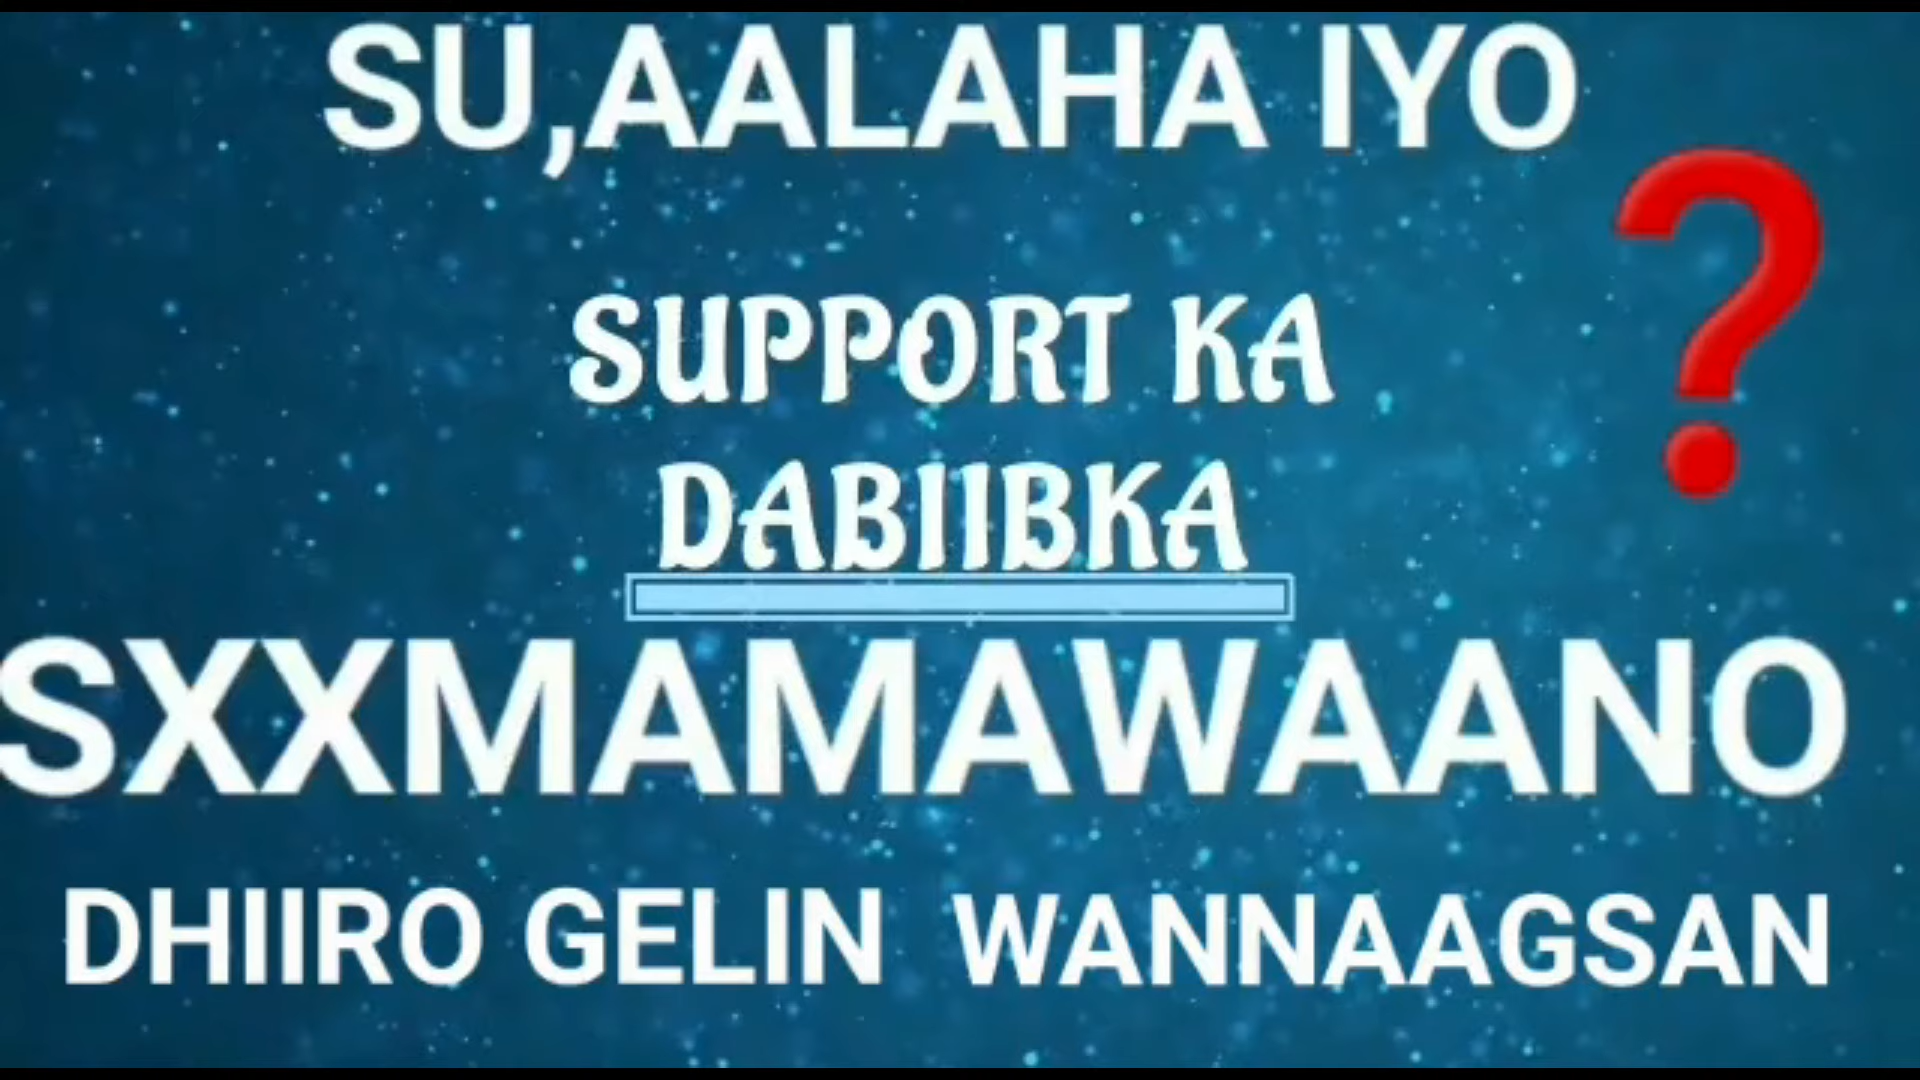 SU,AALAHA IYO
?
SUPPORT KA
DABIIBKA
SXXMAMAWAANO
DHIIRO GELIN WANNAAGSAN